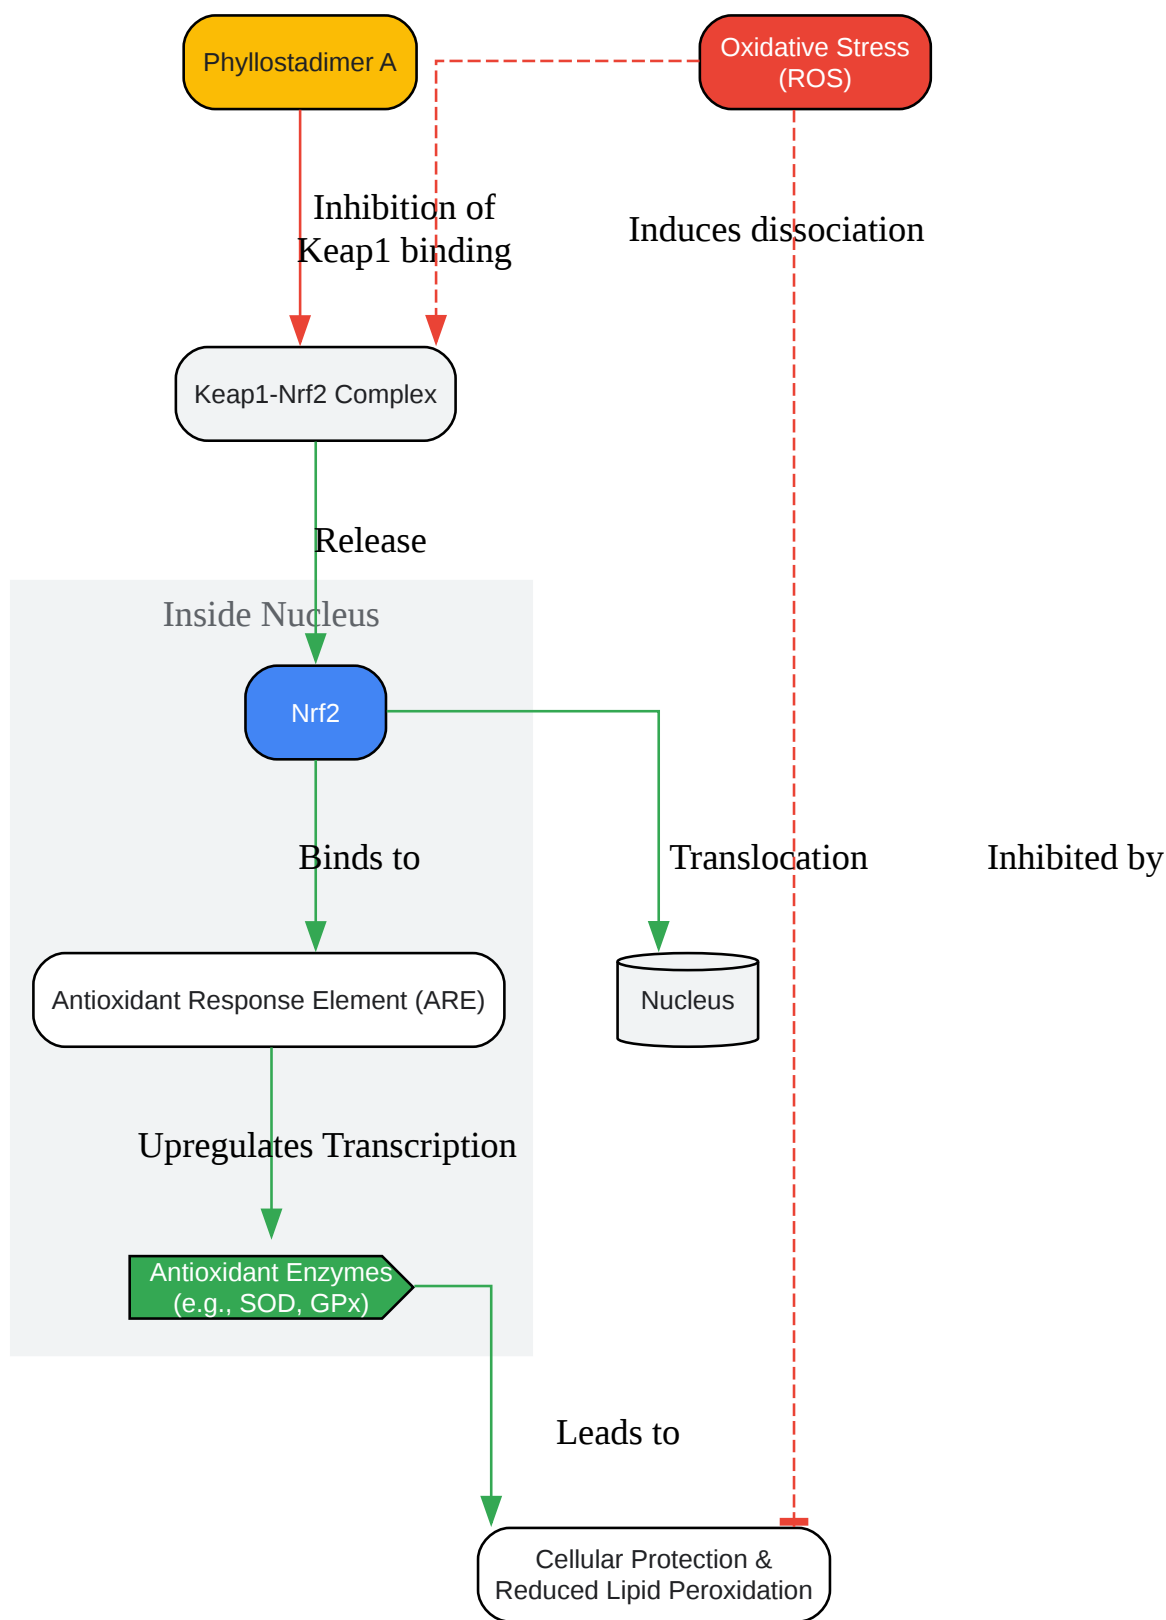 Phyllostadimer A
Oxidative Stress
(ROS)
Inhibition of
Keap1 binding
Induces dissociation
Keap1-Nrf2 Complex
Release
Inside Nucleus
Nrf2
Binds to
Translocation
Inhibited by
Antioxidant Response Element (ARE)
Nucleus
Upregulates Transcription
Antioxidant Enzymes
(e.g., SOD, GPx)
Leads to
Cellular Protection &
Reduced Lipid Peroxidation